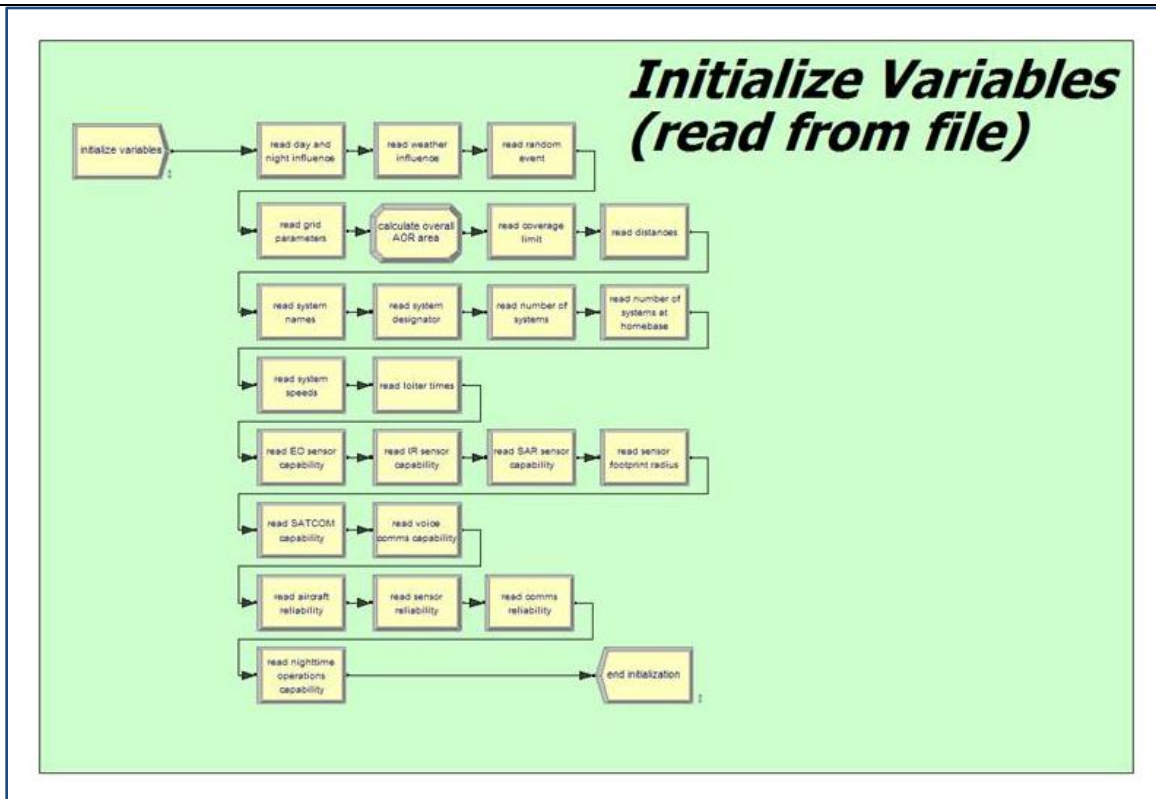 Initialize Variables
(read from file)
initialize variables
read day and
night influence
read weather
influence
read random
event
read grid
parameters
calculate overall
AOR area
read coverage
limit
read distances
read system
names
read system
designator
read number of
systems
read number of
systems at
homebase
read system
speeds
read loiter times
read EO sensor
capability
read IR sensor
capability
read SAR sensor
capability
read sensor
footprint radius
read SATCOM
capability
read voice
comms capability
read aircraft
reliability
read sensor
reliability
read comms
reliability
read nighttime
operations
capability
end initialization